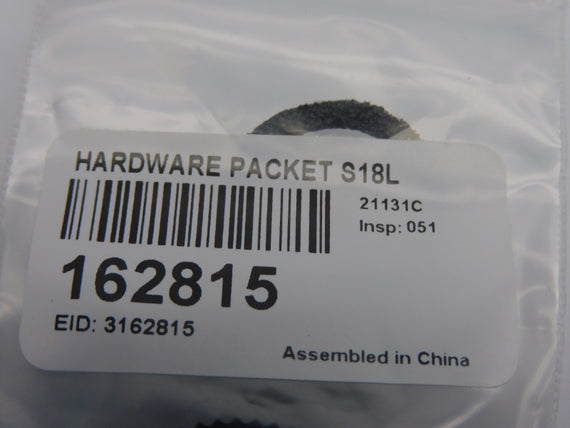 HARDWARE PACKET S18L
21131C
Insp: 051
162815
EID: 3162815
Assembled in China